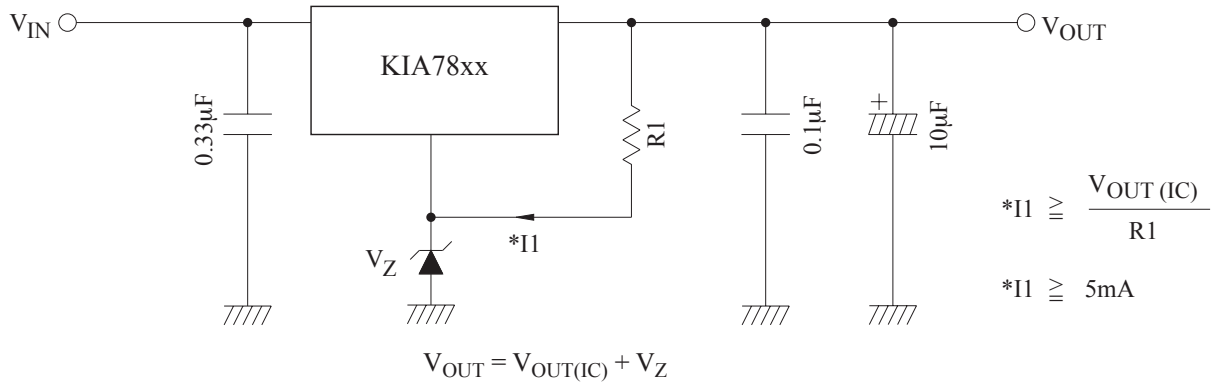 VIN
VOUT
KIA78xx
0.33µF
R1
0.1µF
+
10µF
*I1
VZ
*I1 ≧ VOUT (IC)
R1
*I1 ≧ 5mA
VOUT = VOUT(IC) + VZ